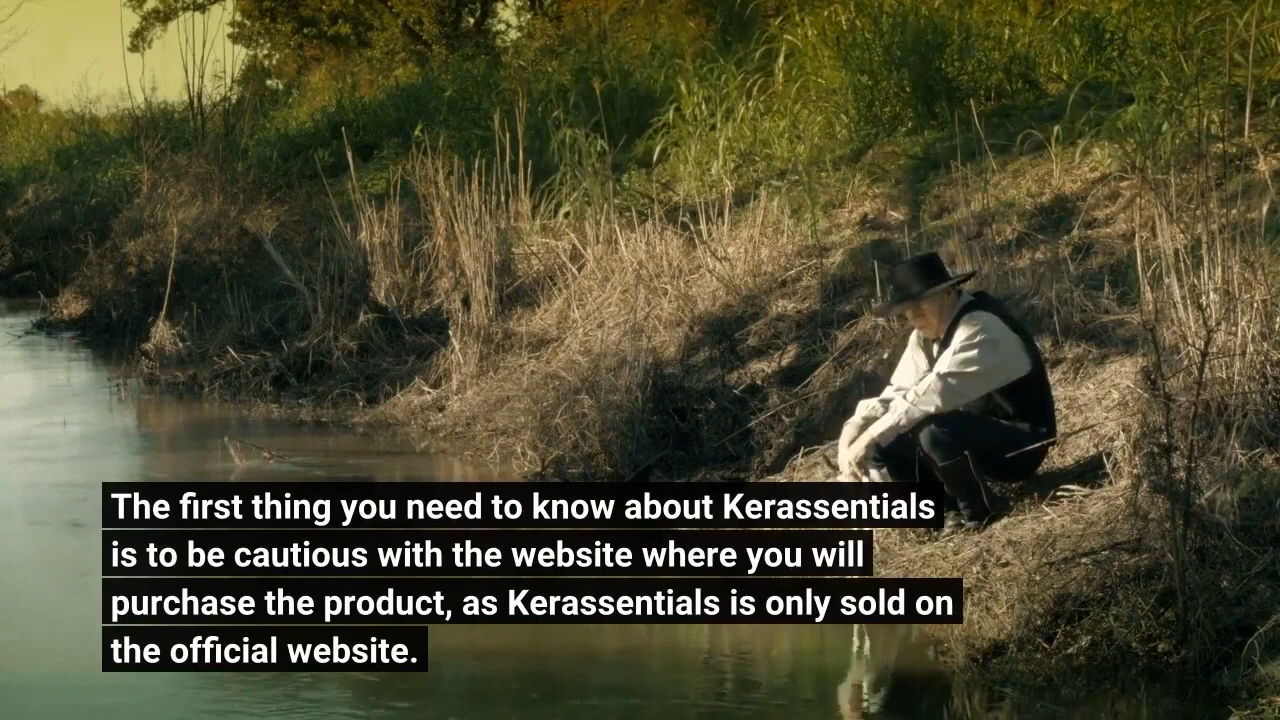 The first thing you need to know about Kerassentials
is to be cautious with the website where you will
purchase the product, as Kerassentials is only sold on
the official website.